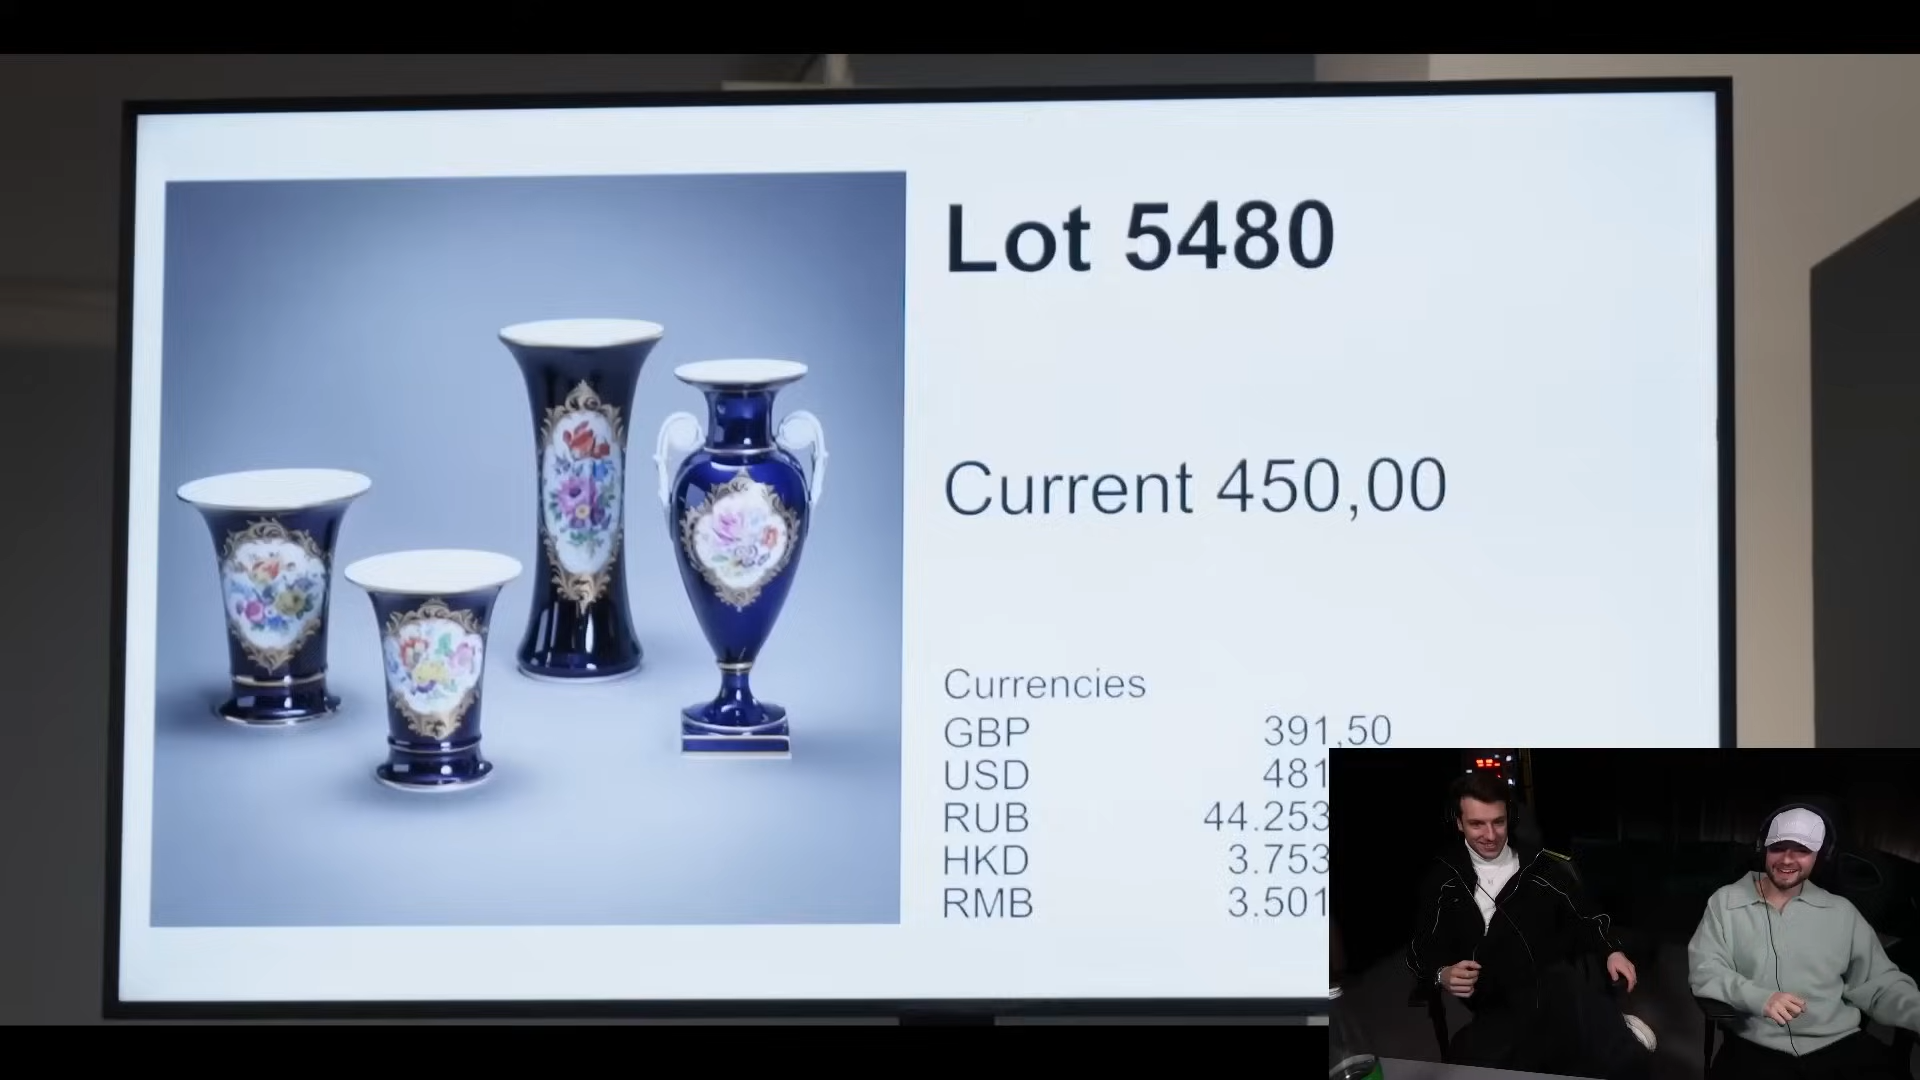 Lot 5480
Current 450,00
Currencies
GBP 391,50
USD 481
RUB 44.253
HKD 3.753
RMB 3.501